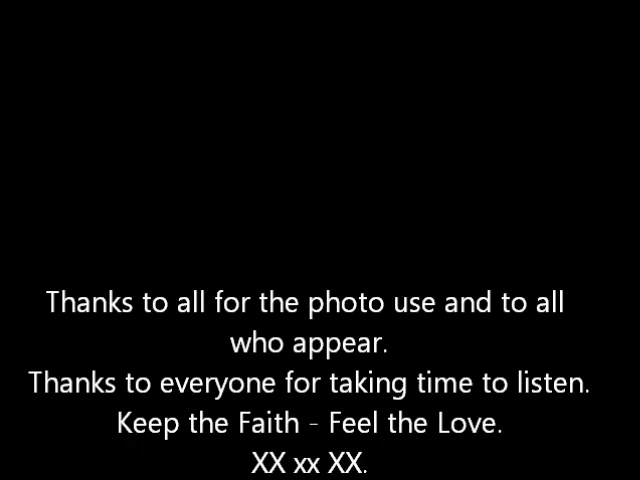 Thanks to all for the photo use and to all
who appear.
Thanks to everyone for taking time to listen.
Keep the Faith - Feel the Love.
XX xx XX.